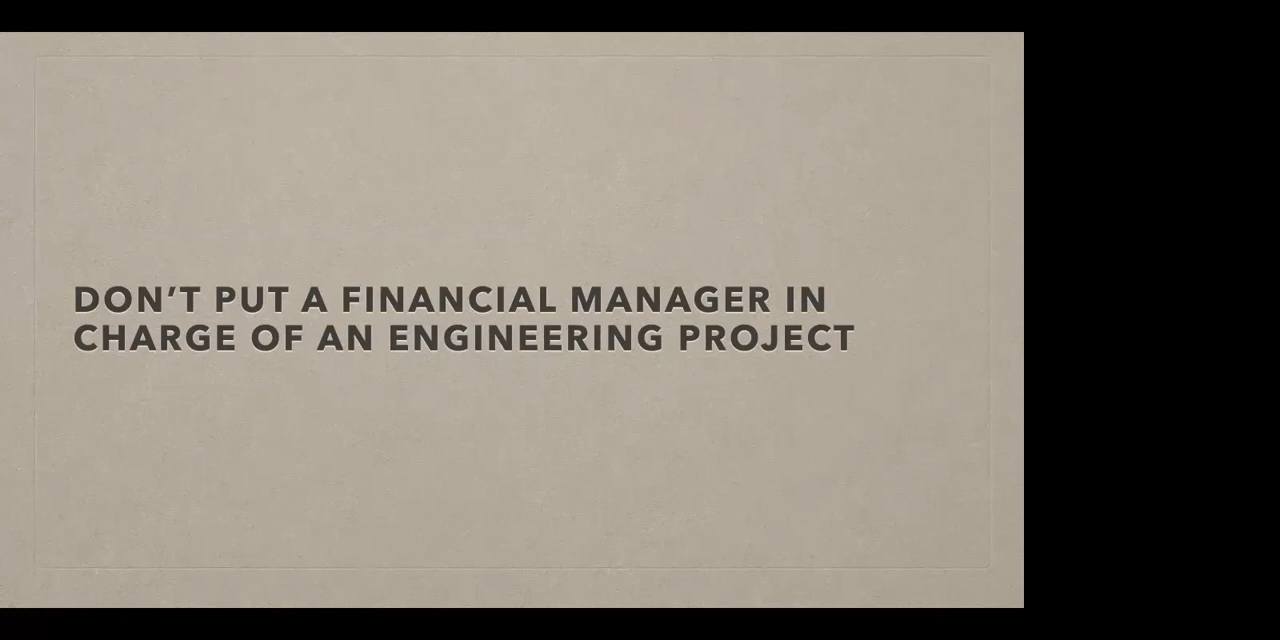 DON’T PUT A FINANCIAL MANAGER IN
CHARGE OF AN ENGINEERING PROJECT